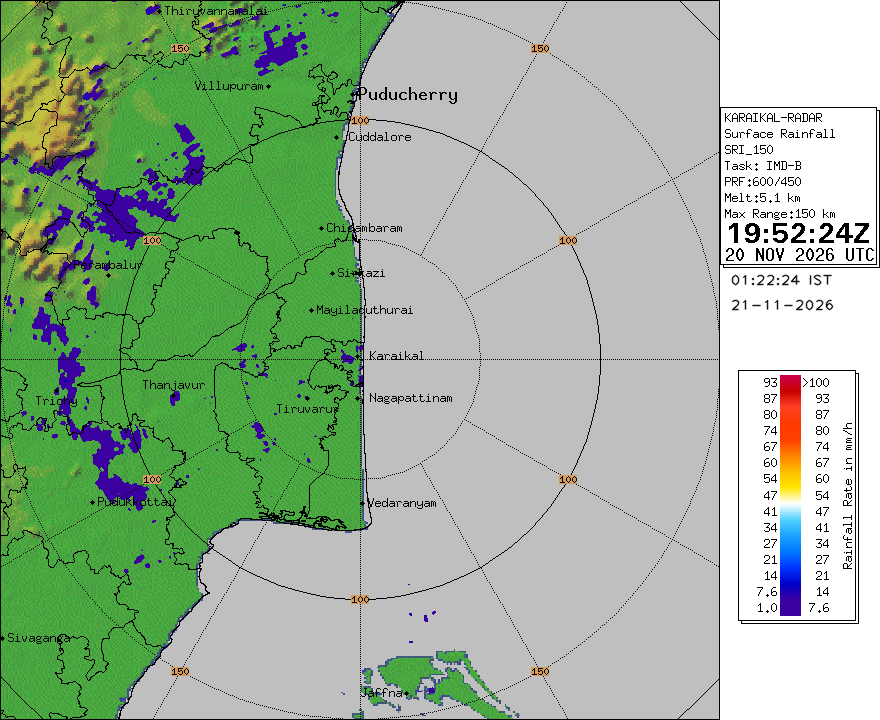 Thiruvannamalai
150
150
Villupuram
Puducherry
100
Cuddalore
KARAIKAL-RADAR
Surface Rainfall
SRI_150
Task: IMD-B
PRF:600/450
Melt:5.1 km
Max Range:150 km
19:52:24Z
20 NOV 2026 UTC
01:22:24 IST
21-11-2026
Chidambaram
100
100
Perambalur
Sirkazi
Mayiladuthurai
Karaikal
Thanjavur
Nagapattinam
Trichy
Tiruvarur
93 >100
87 93
80 87
74 80
67 74
60 67
54 60
47 54
41 47
34 41
27 34
21 27
14 21
7.6 14
1.0 7.6
Rainfall Rate in mm/h
100
100
Pudukkottai
Vedaranyam
100
Sivaganga
150
150
Jaffna